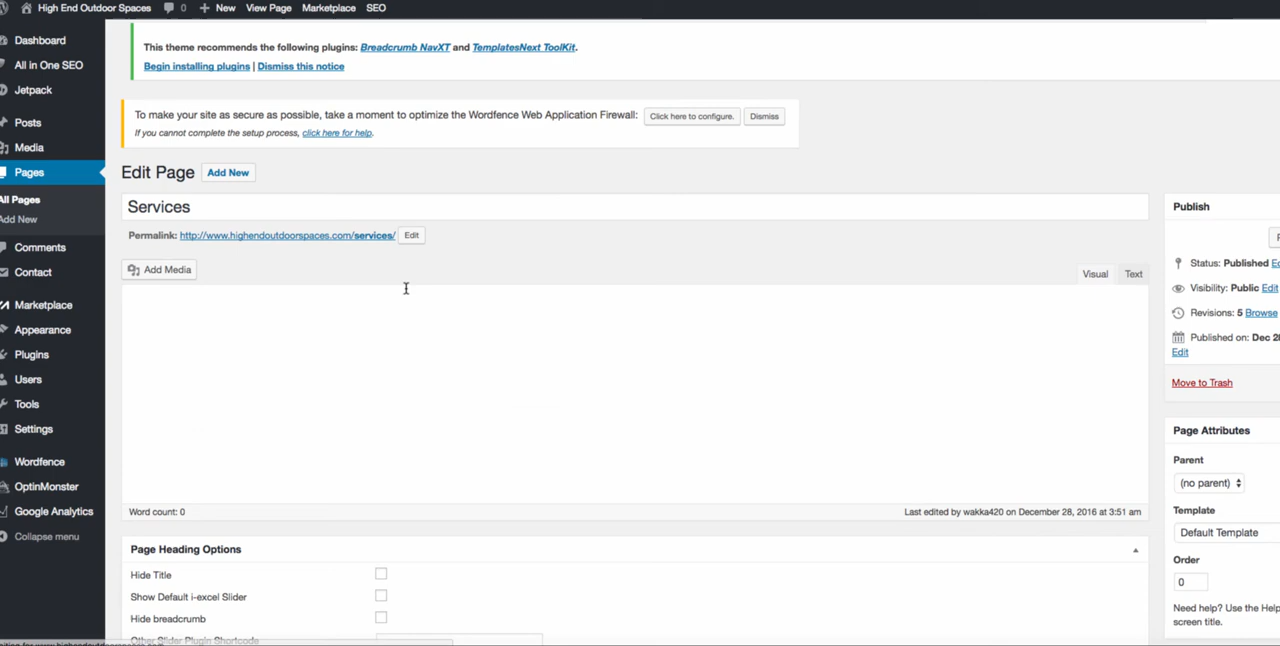 High End Outdoor Spaces 0 New View Page Marketplace SEO
Dashboard
All in One SEO
Jetpack
Posts
Media
Pages
All Pages
Add New
Comments
Contact
Marketplace
Appearance
Plugins
Users
Tools
Settings
Wordfence
OptinMonster
Google Analytics
Collapse menu
This theme recommends the following plugins: Breadcrumb NavXT and TemplatesNext ToolKit.
Begin installing plugins | Dismiss this notice
To make your site as secure as possible, take a moment to optimize the Wordfence Web Application Firewall: Click here to configure. Dismiss
If you cannot complete the setup process, click here for help.
Edit Page Add New
Services
Permalink: http://www.highendoutdoorspaces.com/services/ Edit
Add Media
Visual Text
Word count: 0 Last edited by wakka420 on December 28, 2016 at 3:51 am
Page Heading Options
Hide Title
Show Default i-excel Slider
Hide breadcrumb
Other Slider Plugin Shortcode
Publish
Status: Published
Visibility: Public Edit
Revisions: 5 Browse
Published on: Dec
Edit
Move to Trash
Page Attributes
Parent
(no parent)
Template
Default Template
Order
0
Need help? Use the Help
screen title.